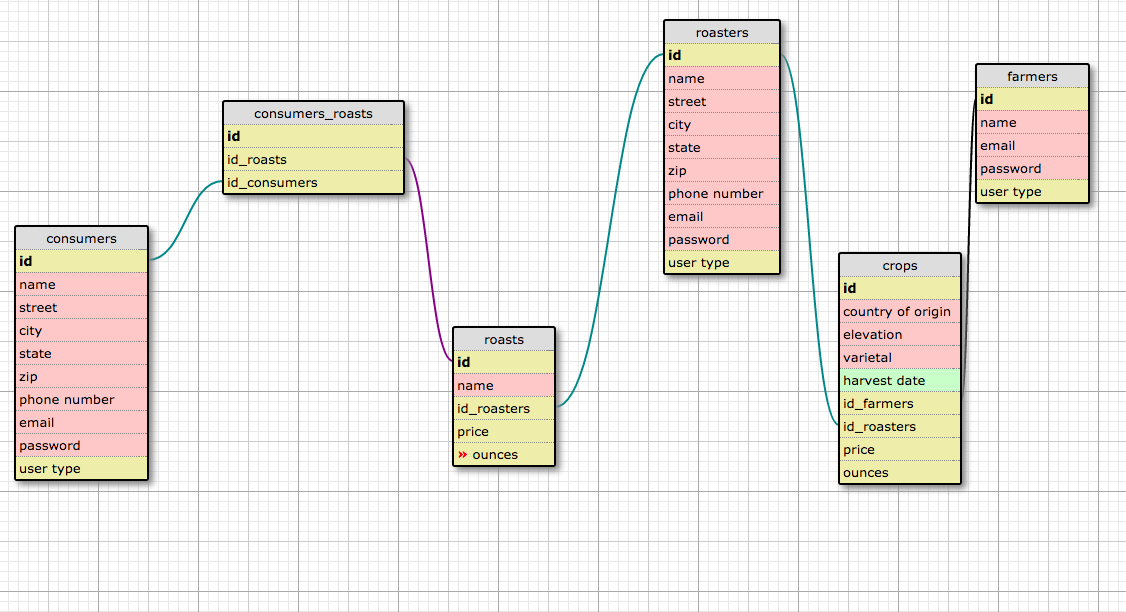 consumers
id
name
street
city
state
zip
phone number
email
password
user type
consumers_roasts
id
id_roasts
id_consumers
roasts
id
name
id_roasters
price
» ounces
roasters
id
name
street
city
state
zip
phone number
email
password
user type
crops
id
country of origin
elevation
varietal
harvest date
id_farmers
id_roasters
price
ounces
farmers
id
name
email
password
user type